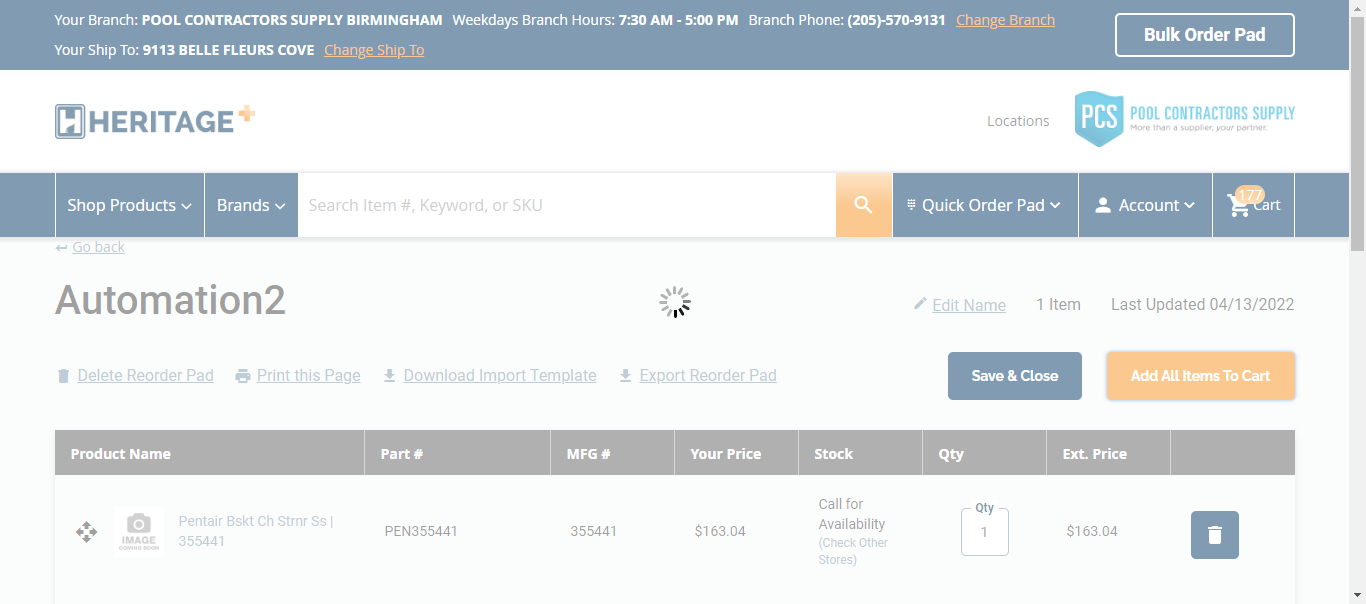 Your Branch: POOL CONTRACTORS SUPPLY BIRMINGHAM Weekdays Branch Hours: 7:30 AM - 5:00 PM Branch Phone: (205)-570-9131 Change Branch
Your Ship To: 9113 BELLE FLEURS COVE Change Ship To
Bulk Order Pad
HERITAGE+
Locations
PCS POOL CONTRACTORS SUPPLY
More than a supplier, your partner.
Shop Products Brands Search Item #, Keyword, or SKU Quick Order Pad Account 177 Cart
Go back
Automation2
Edit Name 1 Item Last Updated 04/13/2022
Delete Reorder Pad Print this Page Download Import Template Export Reorder Pad
Save & Close Add All Items To Cart
Product Name Part # MFG # Your Price Stock Qty Ext. Price
IMAGE
COMING SOON
Pentair Bskt Ch Strnr Ss |
355441
PEN355441
355441
$163.04
Call for
Availability
(Check Other
Stores)
Qty
1
$163.04